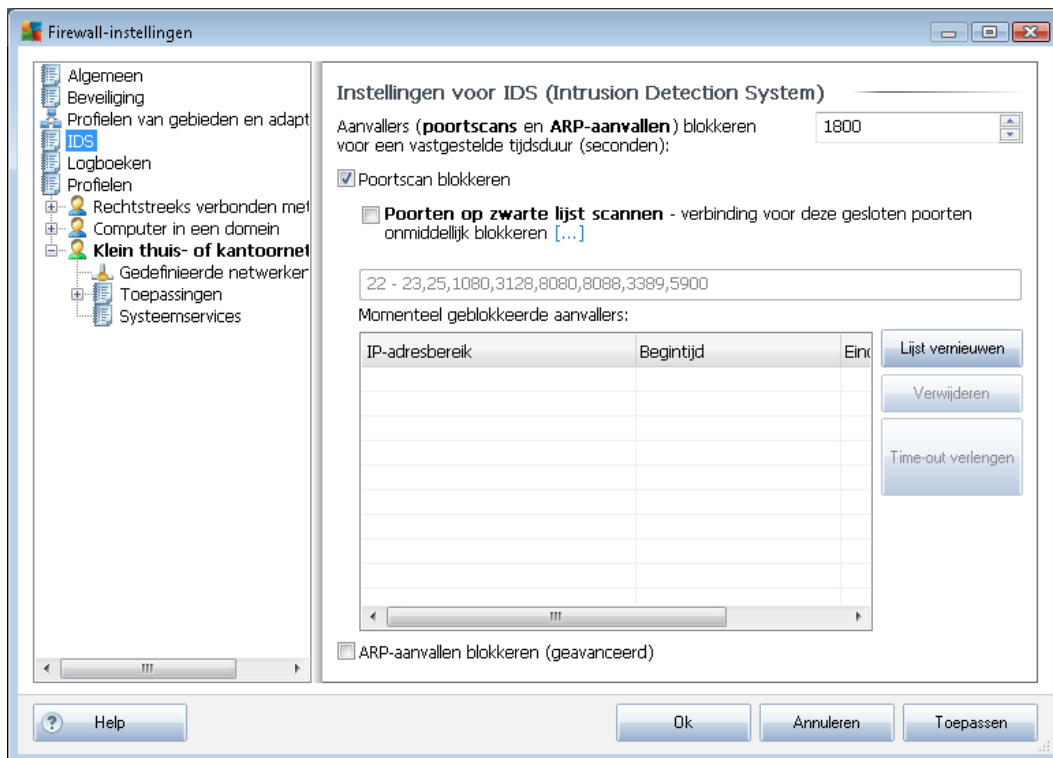 Firewall-instellingen
Algemeen
Beveiliging
Profielen van gebieden en adapt
IDS
Logboeken
Profielen
Rechtstreeks verbonden met
Computer in een domein
Klein thuis- of kantoornet
Gedefinieerde netwerken
Toepassingen
Systeemservices
Instellingen voor IDS (Intrusion Detection System)
Aanvallers (poortscans en ARP-aanvallen) blokkeren
voor een vastgestelde tijdsduur (seconden):
1800
Poortscan blokkeren
Poorten op zwarte lijst scannen - verbinding voor deze gesloten poorten
onmiddellijk blokkeren [...]
22 - 23,25,1080,3128,8080,8088,3389,5900
Momenteel geblokkeerde aanvallers:
IP-adresbereik Begintijd Eind
Lijst vernieuwen
Verwijderen
Time-out verlengen
ARP-aanvallen blokkeren (geavanceerd)
Help
Ok
Annuleren
Toepassen